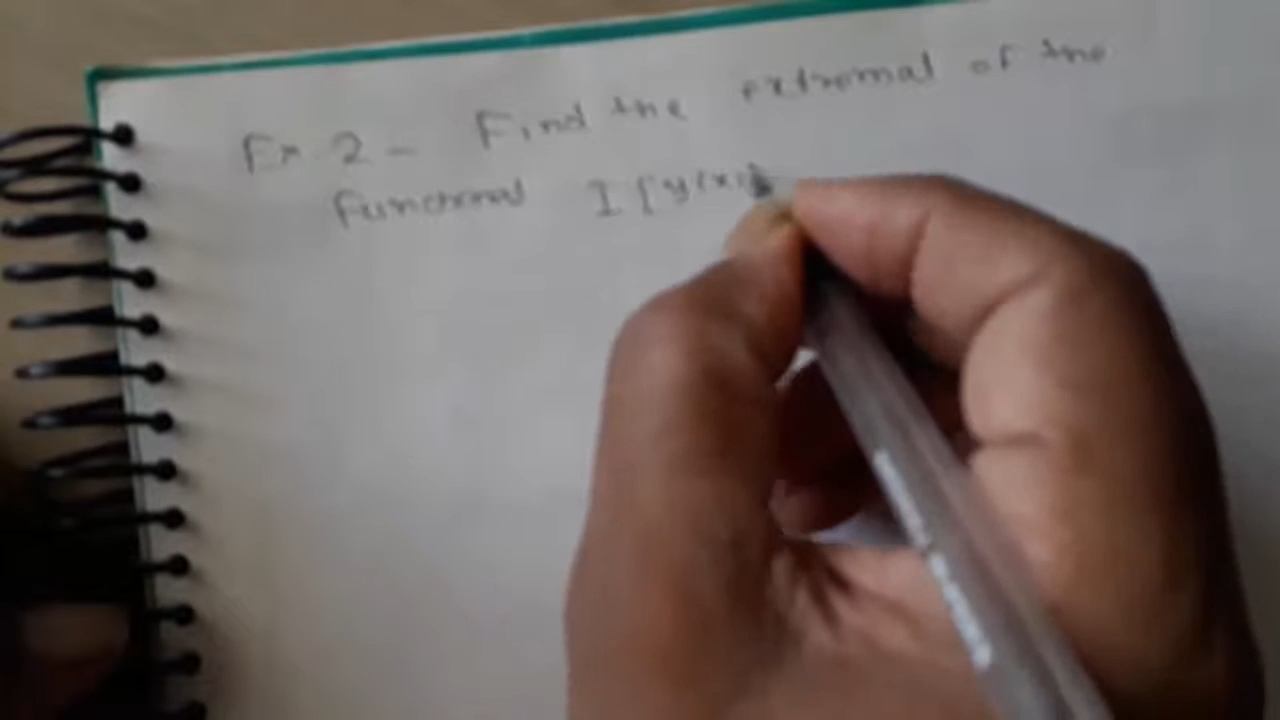 Ex. 2 - Find the extremal of the
functional I [y(x)]